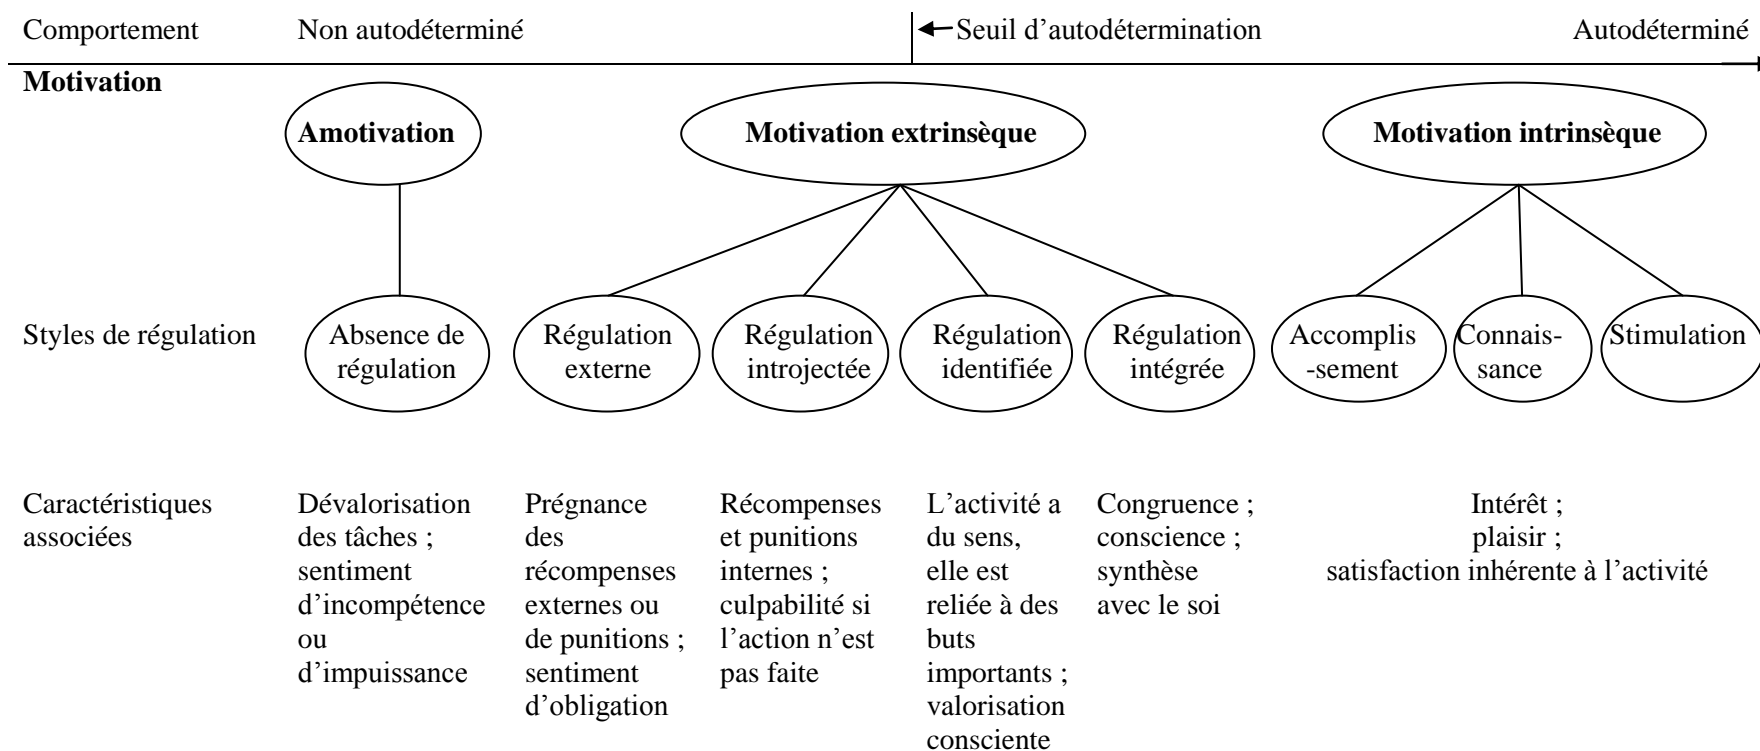 Comportement Non autodéterminé Seuil d’autodétermination Autodéterminé
Motivation
Amotivation Motivation extrinsèque Motivation intrinsèque
Styles de régulation
Absence de
régulation
Régulation
externe
Régulation
introjectée
Régulation
identifiée
Régulation
intégrée
Accomplis
-sement
Connais-
sance
Stimulation
Caractéristiques
associées
Dévalorisation
des tâches ;
sentiment
d’incompétence
ou
d’impuissance
Prégnance
des
récompenses
externes ou
de punitions ;
sentiment
d’obligation
Récompenses
et punitions
internes ;
culpabilité si
l’action n’est
pas faite
L’activité a
du sens,
elle est
reliée à des
buts
importants ;
valorisation
consciente
Congruence ;
conscience ;
synthèse
avec le soi
Intérêt ;
plaisir ;
satisfaction inhérente à l’activité